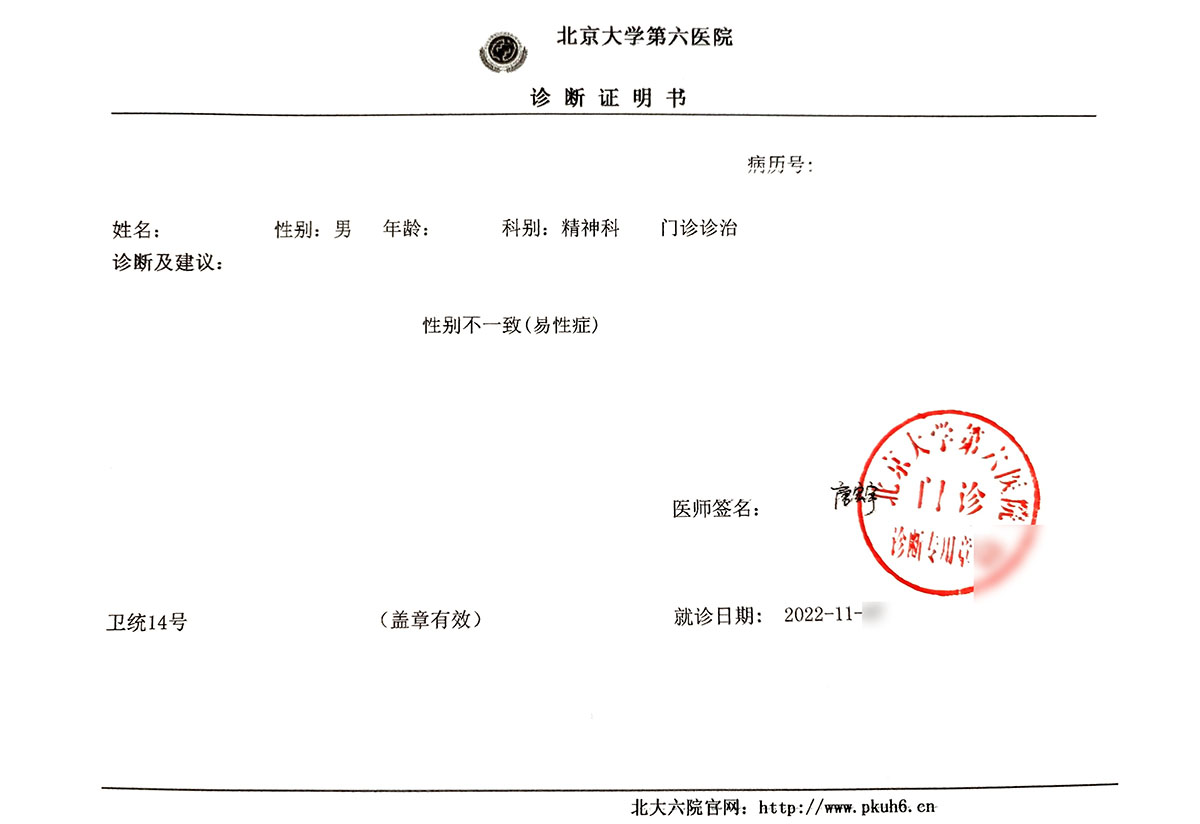 北京大学第六医院
诊断证明书
病历号:
姓名: 性别: 男 年龄: 科别: 精神科 门诊诊治
诊断及建议:
性别不一致(易性症)
北京大学第六医院
门诊
诊断专用章
医师签名:
卫统14号 (盖章有效) 就诊日期: 2022-11-
北大六院官网: http://www.pkuh6.cn